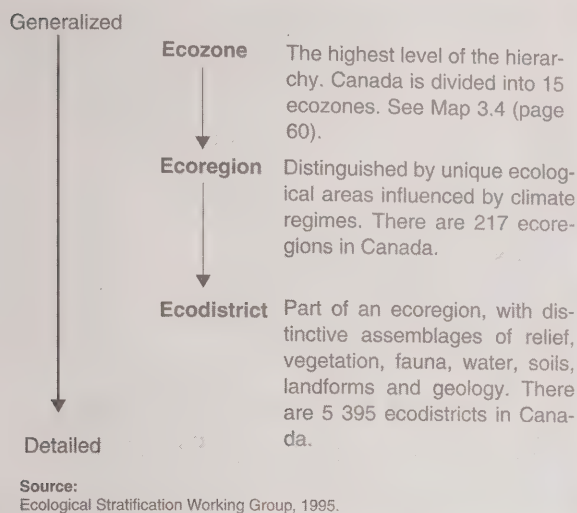 Generalized
Ecozone
The highest level of the hierar-
chy. Canada is divided into 15
ecozones. See Map 3.4 (page
60).
Ecoregion
Distinguished by unique ecolog-
ical areas influenced by climate
regimes. There are 217 ecore-
gions in Canada.
Ecodistrict
Part of an ecoregion, with dis-
tinctive assemblages of relief,
vegetation, fauna, water, soils,
landforms and geology. There
are 5 395 ecodistricts in Cana-
da.
Detailed
Source:
Ecological Stratification Working Group, 1995.